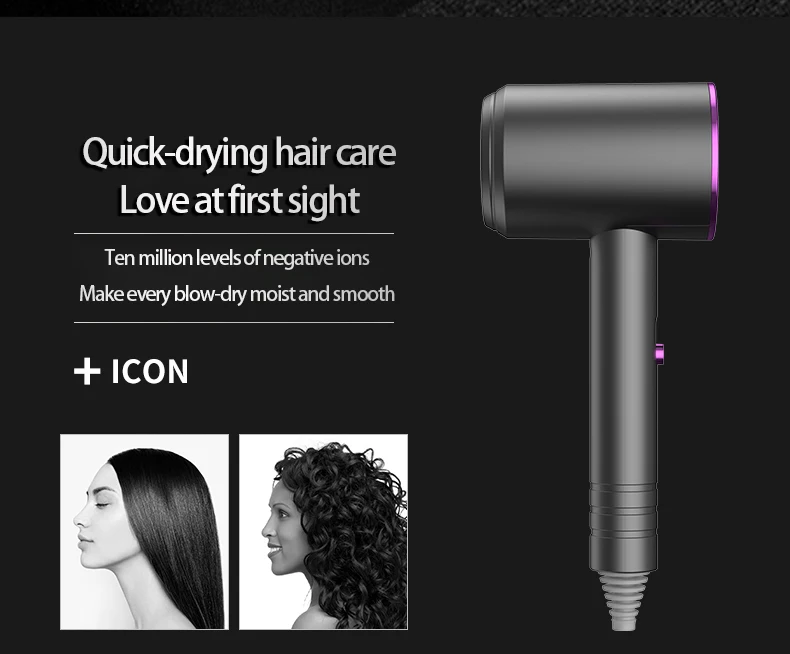 Quick-drying hair care
Love at first sight
Ten million levels of negative ions
Make every blow-dry moist and smooth
+ ICON